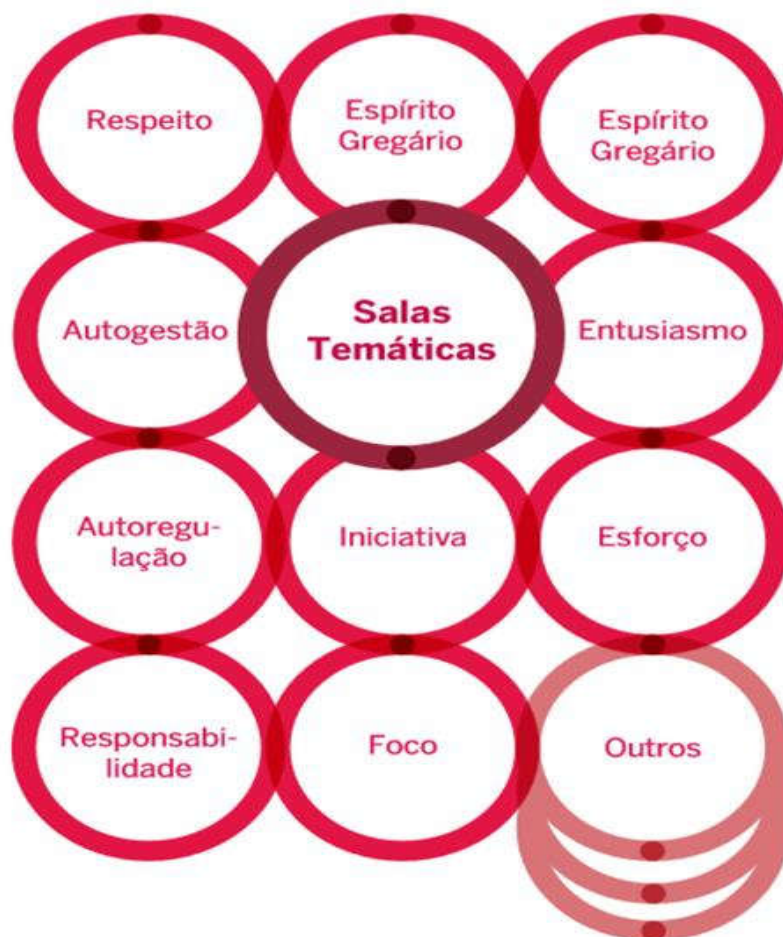 Respeito
Espírito
Gregário
Espírito
Gregário
Autogestão
Salas
Temáticas
Entusiasmo
Autoregu-
lação
Iniciativa
Esforço
Responsabi-
lidade
Foco
Outros